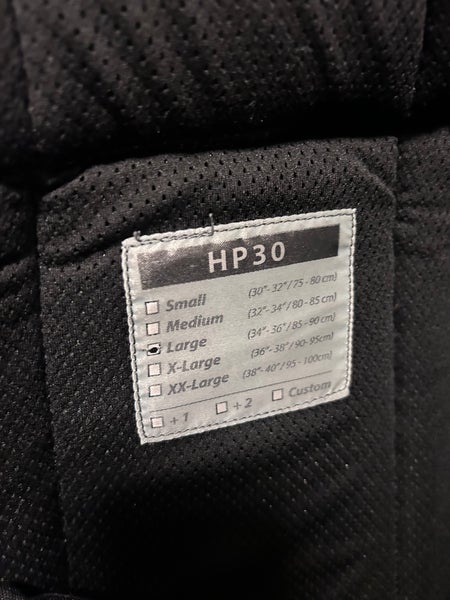 HP30
Small (30"-32"/75-80cm)
Medium (32"-34"/80-85cm)
Large (34"-36"/85-90cm)
X-Large (36"-38"/90-95cm)
XX-Large (38"-40"/95-100cm)
+1 +2 Custom